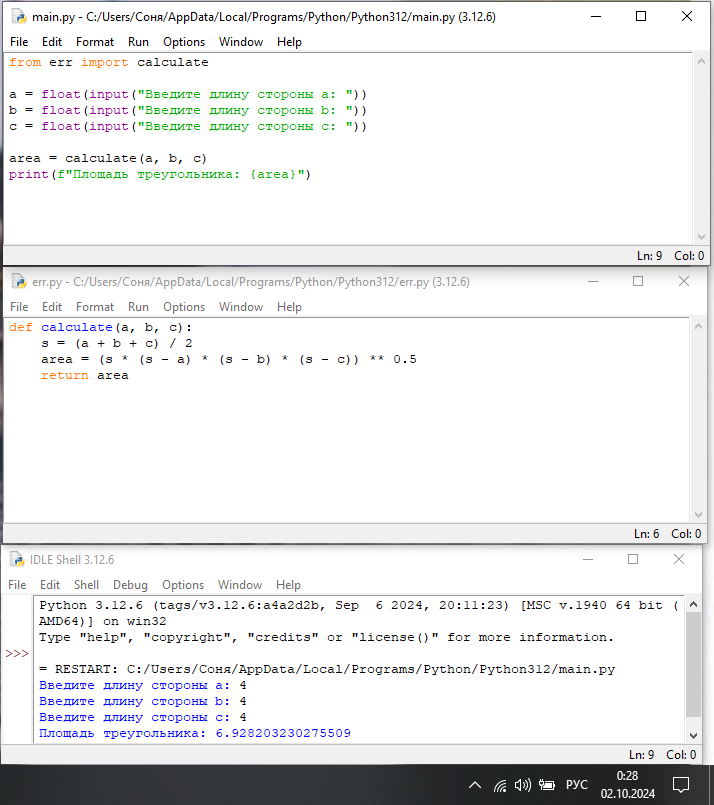 main.py - C:/Users/Соня/AppData/Local/Programs/Python/Python312/main.py (3.12.6)
File Edit Format Run Options Window Help
from err import calculate
a = float(input("Введите длину стороны a: "))
b = float(input("Введите длину стороны b: "))
c = float(input("Введите длину стороны c: "))
area = calculate(a, b, c)
print(f"Площадь треугольника: {area}")
Ln: 9 Col: 0
err.py - C:/Users/Соня/AppData/Local/Programs/Python/Python312/err.py (3.12.6)
File Edit Format Run Options Window Help
def calculate(a, b, c):
    s = (a + b + c) / 2
    area = (s * (s - a) * (s - b) * (s - c)) ** 0.5
    return area
Ln: 6 Col: 0
IDLE Shell 3.12.6
File Edit Shell Debug Options Window Help
Python 3.12.6 (tags/v3.12.6:a4a2d2b, Sep  6 2024, 20:11:23) [MSC v.1940 64 bit (
AMD64)] on win32
Type "help", "copyright", "credits" or "license()" for more information.
>>>
= RESTART: C:/Users/Соня/AppData/Local/Programs/Python/Python312/main.py
Введите длину стороны a: 4
Введите длину стороны b: 4
Введите длину стороны c: 4
Площадь треугольника: 6.928203230275509
Ln: 9 Col: 0
РУС
0:28
02.10.2024